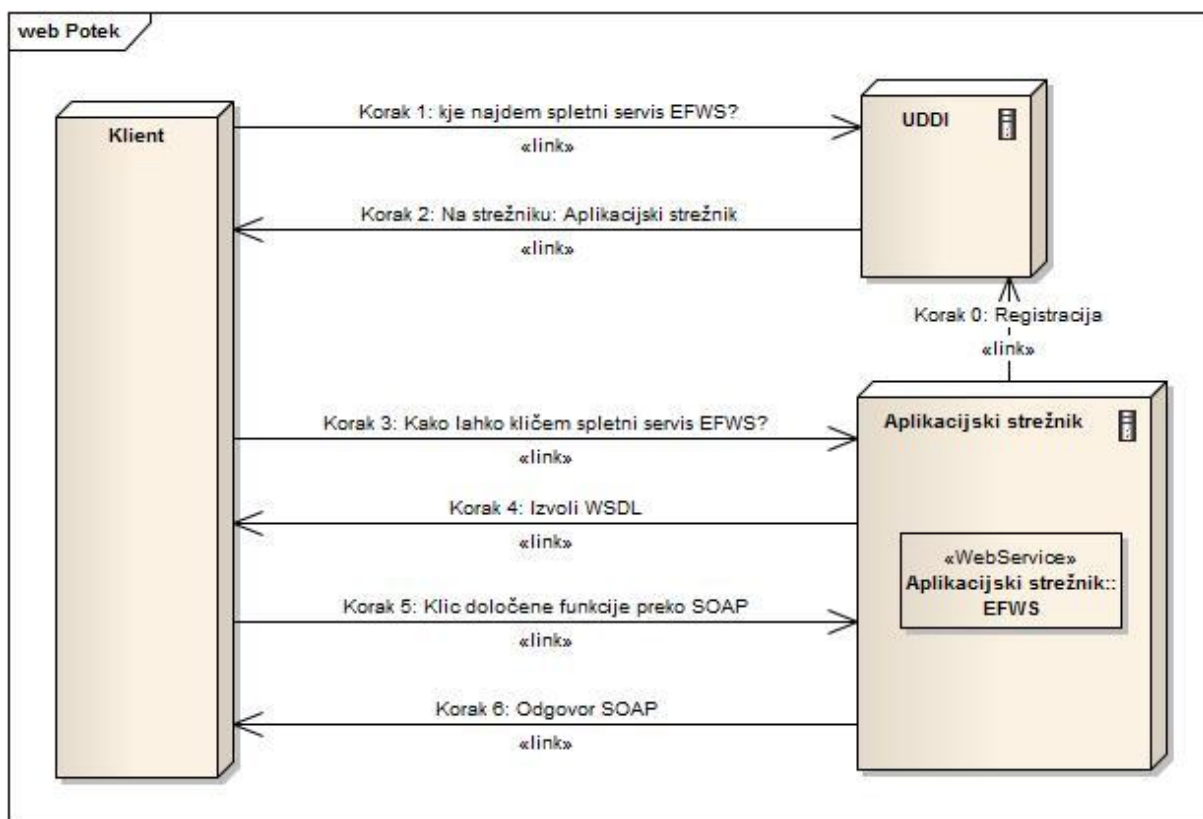 web Potek
Klient
Korak 1: kje najdem spletni servis EFWS?
«link»
UDDI
Korak 2: Na strežniku: Aplikacijski strežnik
«link»
Korak 0: Registracija
«link»
Korak 3: Kako lahko kličem spletni servis EFWS?
«link»
Aplikacijski strežnik
Korak 4: Izvoli WSDL
«link»
«WebService»
Aplikacijski strežnik::
EFWS
Korak 5: Klic določene funkcije preko SOAP
«link»
Korak 6: Odgovor SOAP
«link»